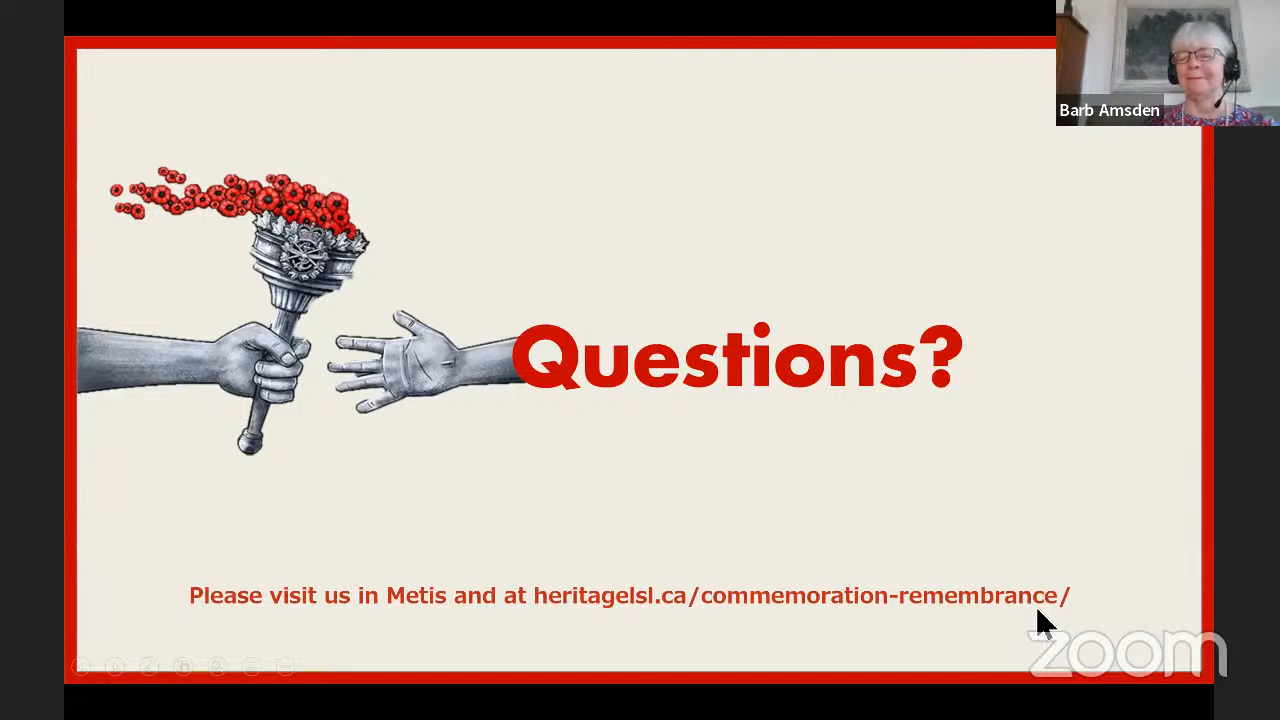 Barb Amsden
Questions?
Please visit us in Metis and at heritagelsl.ca/commemoration-remembrance/
zoom